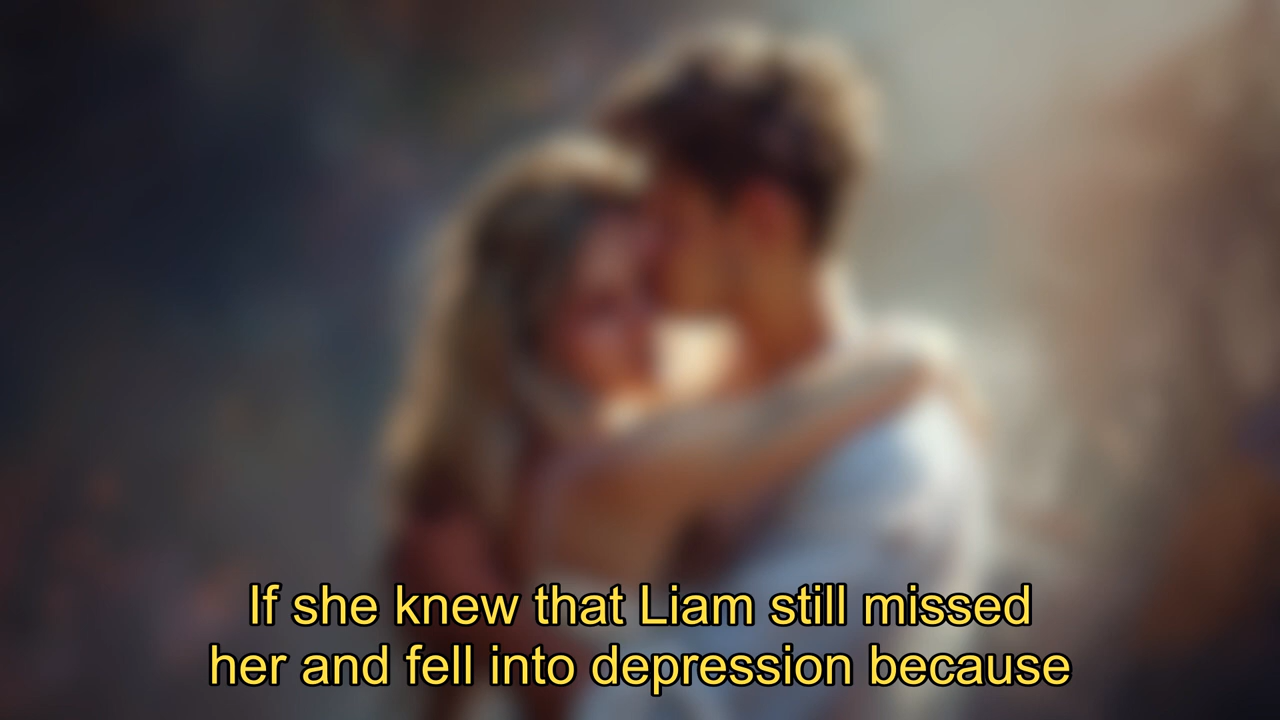 If she knew that Liam still missed
her and fell into depression because